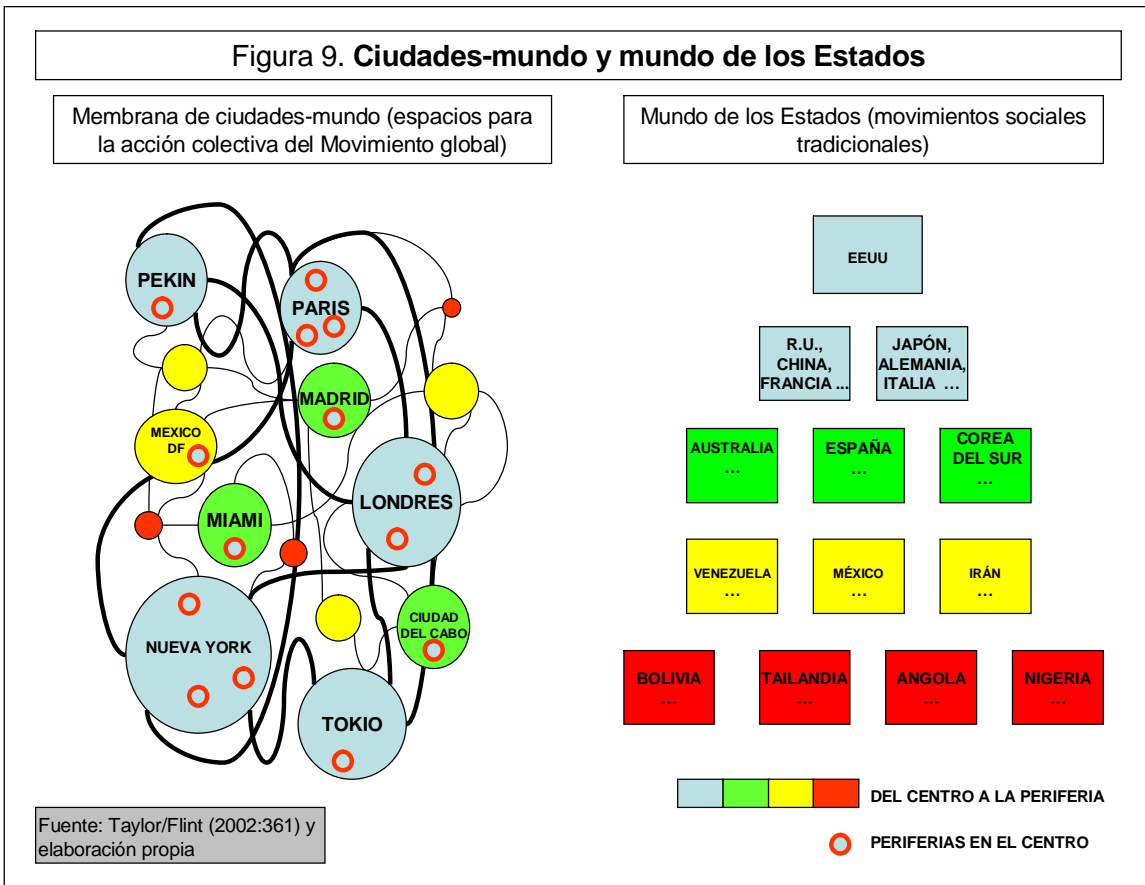 Figura 9. Ciudades-mundo y mundo de los Estados
Membrana de ciudades-mundo (espacios para
la acción colectiva del Movimiento global)
Mundo de los Estados (movimientos sociales
tradicionales)
PEKIN
PARIS
MADRID
MEXICO
DF
LONDRES
MIAMI
NUEVA YORK
CIUDAD
DEL CABO
TOKIO
EEUU
R.U.,
CHINA,
FRANCIA ...
JAPÓN,
ALEMANIA,
ITALIA ...
AUSTRALIA
...
ESPAÑA
...
COREA
DEL SUR
...
VENEZUELA
...
MÉXICO
...
IRÁN
...
BOLIVIA
...
TAILANDIA
...
ANGOLA
...
NIGERIA
...
DEL CENTRO A LA PERIFERIA
PERIFERIAS EN EL CENTRO
Fuente: Taylor/Flint (2002:361) y
elaboración propia